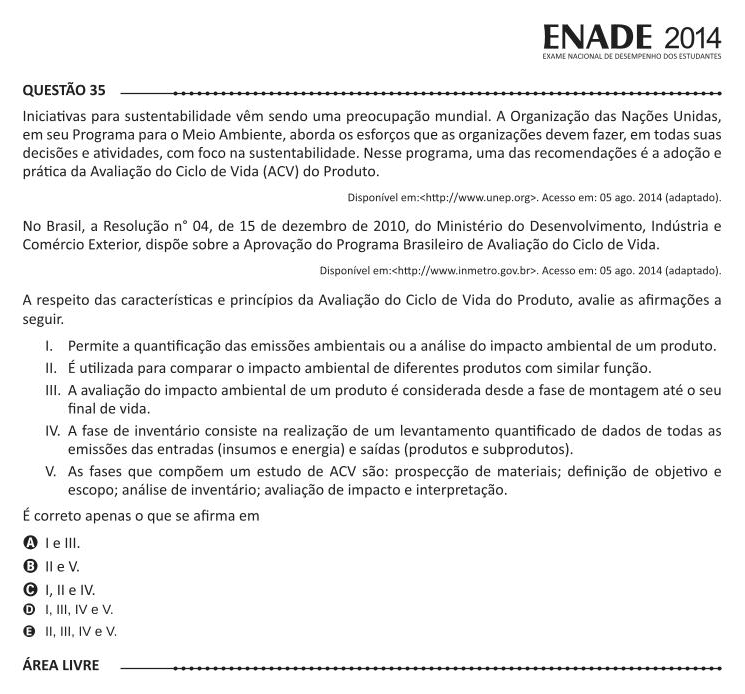 ENADE 2014
EXAME NACIONAL DE DESEMPENHO DOS ESTUDANTES
QUESTÃO 35
Iniciativas para sustentabilidade vêm sendo uma preocupação mundial. A Organização das Nações Unidas,
em seu Programa para o Meio Ambiente, aborda os esforços que as organizações devem fazer, em todas suas
decisões e atividades, com foco na sustentabilidade. Nesse programa, uma das recomendações é a adoção e
prática da Avaliação do Ciclo de Vida (ACV) do Produto.
Disponível em:<http://www.unep.org>. Acesso em: 05 ago. 2014 (adaptado).
No Brasil, a Resolução n° 04, de 15 de dezembro de 2010, do Ministério do Desenvolvimento, Indústria e
Comércio Exterior, dispõe sobre a Aprovação do Programa Brasileiro de Avaliação do Ciclo de Vida.
Disponível em:<http://www.inmetro.gov.br>. Acesso em: 05 ago. 2014 (adaptado).
A respeito das características e princípios da Avaliação do Ciclo de Vida do Produto, avalie as afirmações a
seguir.
I. Permite a quantificação das emissões ambientais ou a análise do impacto ambiental de um produto.
II. É utilizada para comparar o impacto ambiental de diferentes produtos com similar função.
III. A avaliação do impacto ambiental de um produto é considerada desde a fase de montagem até o seu
final de vida.
IV. A fase de inventário consiste na realização de um levantamento quantificado de dados de todas as
emissões das entradas (insumos e energia) e saídas (produtos e subprodutos).
V. As fases que compõem um estudo de ACV são: prospecção de materiais; definição de objetivo e
escopo; análise de inventário; avaliação de impacto e interpretação.
É correto apenas o que se afirma em
A I e III.
B II e V.
C I, II e IV.
D I, III, IV e V.
E II, III, IV e V.
ÁREA LIVRE